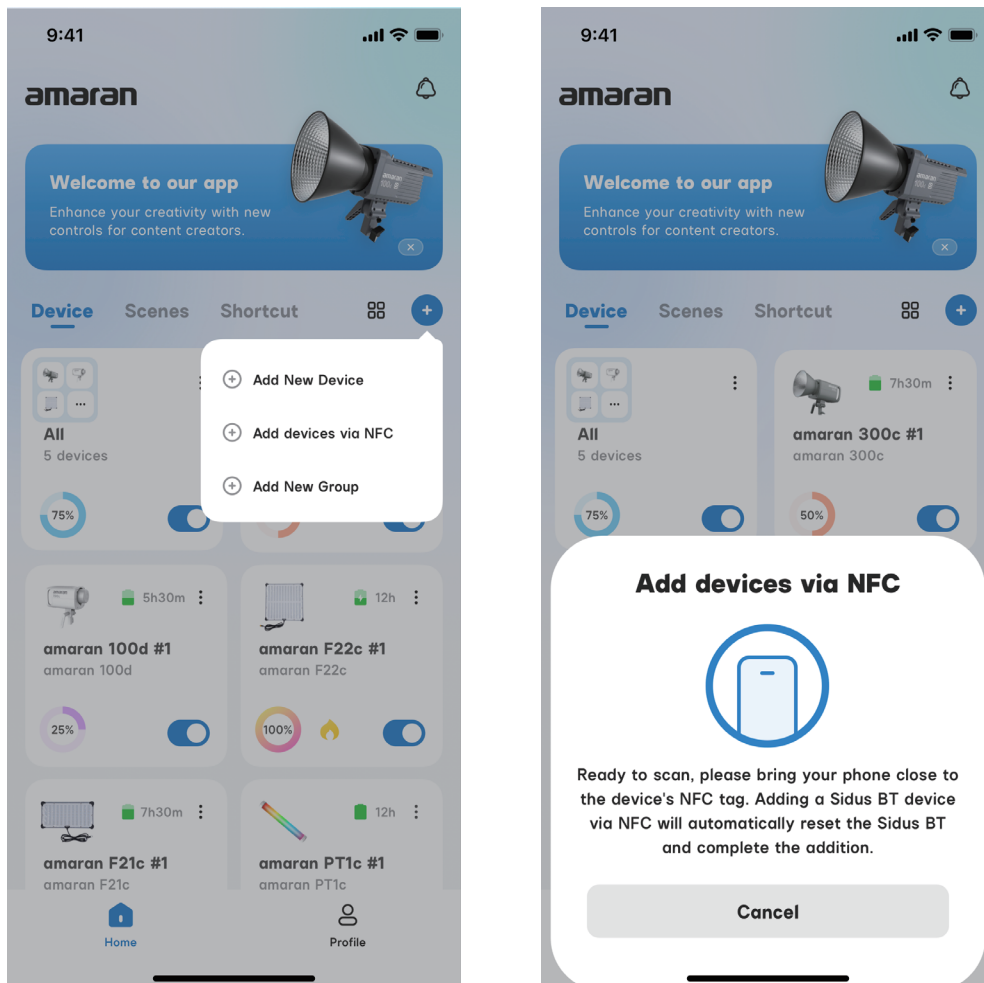 9:41
amaran
Welcome to our app
Enhance your creativity with new
controls for content creators.
Device Scenes Shortcut
Add New Device
Add devices via NFC
Add New Group
All
5 devices
75%
5h30m
12h
amaran 100d #1
amaran 100d
amaran F22c #1
amaran F22c
25%
100%
7h30m
12h
amaran F21c #1
amaran F21c
amaran PT1c #1
amaran PT1c
Home
Profile
9:41
amaran
Welcome to our app
Enhance your creativity with new
controls for content creators.
Device Scenes Shortcut
7h30m
All
5 devices
amaran 300c #1
amaran 300c
75%
50%
Add devices via NFC
Ready to scan, please bring your phone close to
the device's NFC tag. Adding a Sidus BT device
via NFC will automatically reset the Sidus BT
and complete the addition.
Cancel